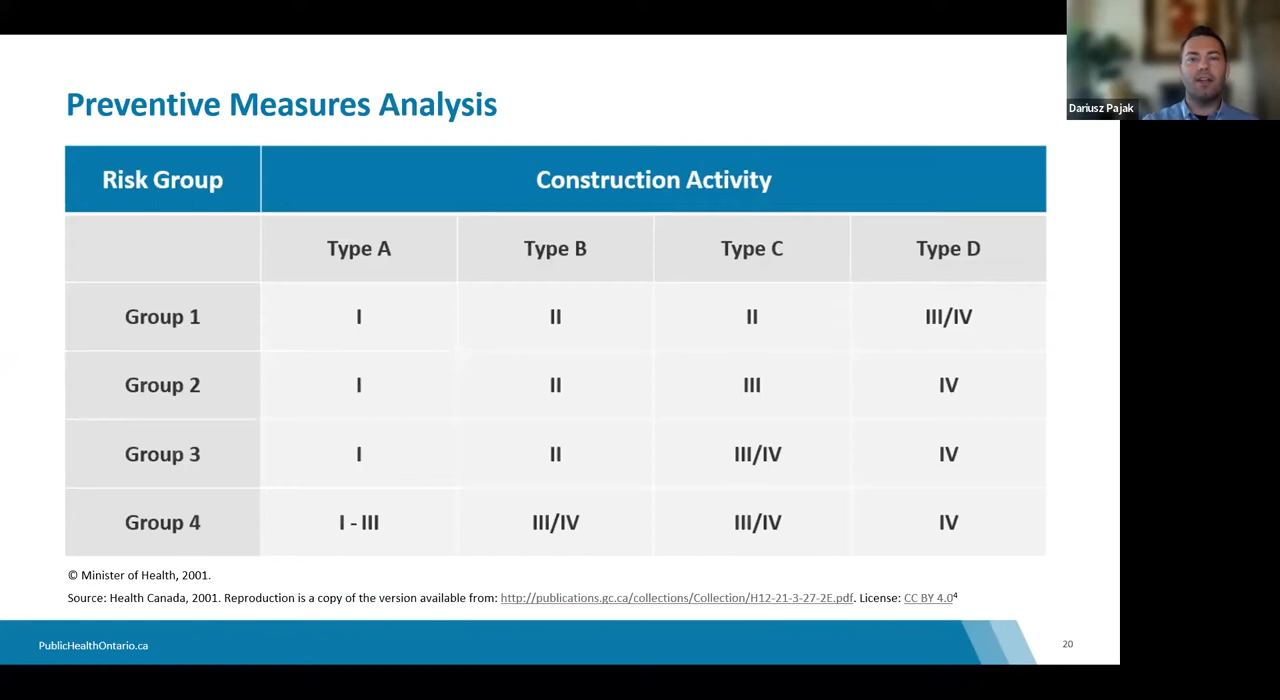 Dariusz Pajak
Preventive Measures Analysis
Risk Group Construction Activity
Type A Type B Type C Type D
Group 1 I II II III/IV
Group 2 I II III IV
Group 3 I II III/IV IV
Group 4 I - III III/IV III/IV IV
© Minister of Health, 2001.
Source: Health Canada, 2001. Reproduction is a copy of the version available from: http://publications.gc.ca/collections/Collection/H12-21-3-27-2E.pdf. License: CC BY 4.0⁴
PublicHealthOntario.ca 20